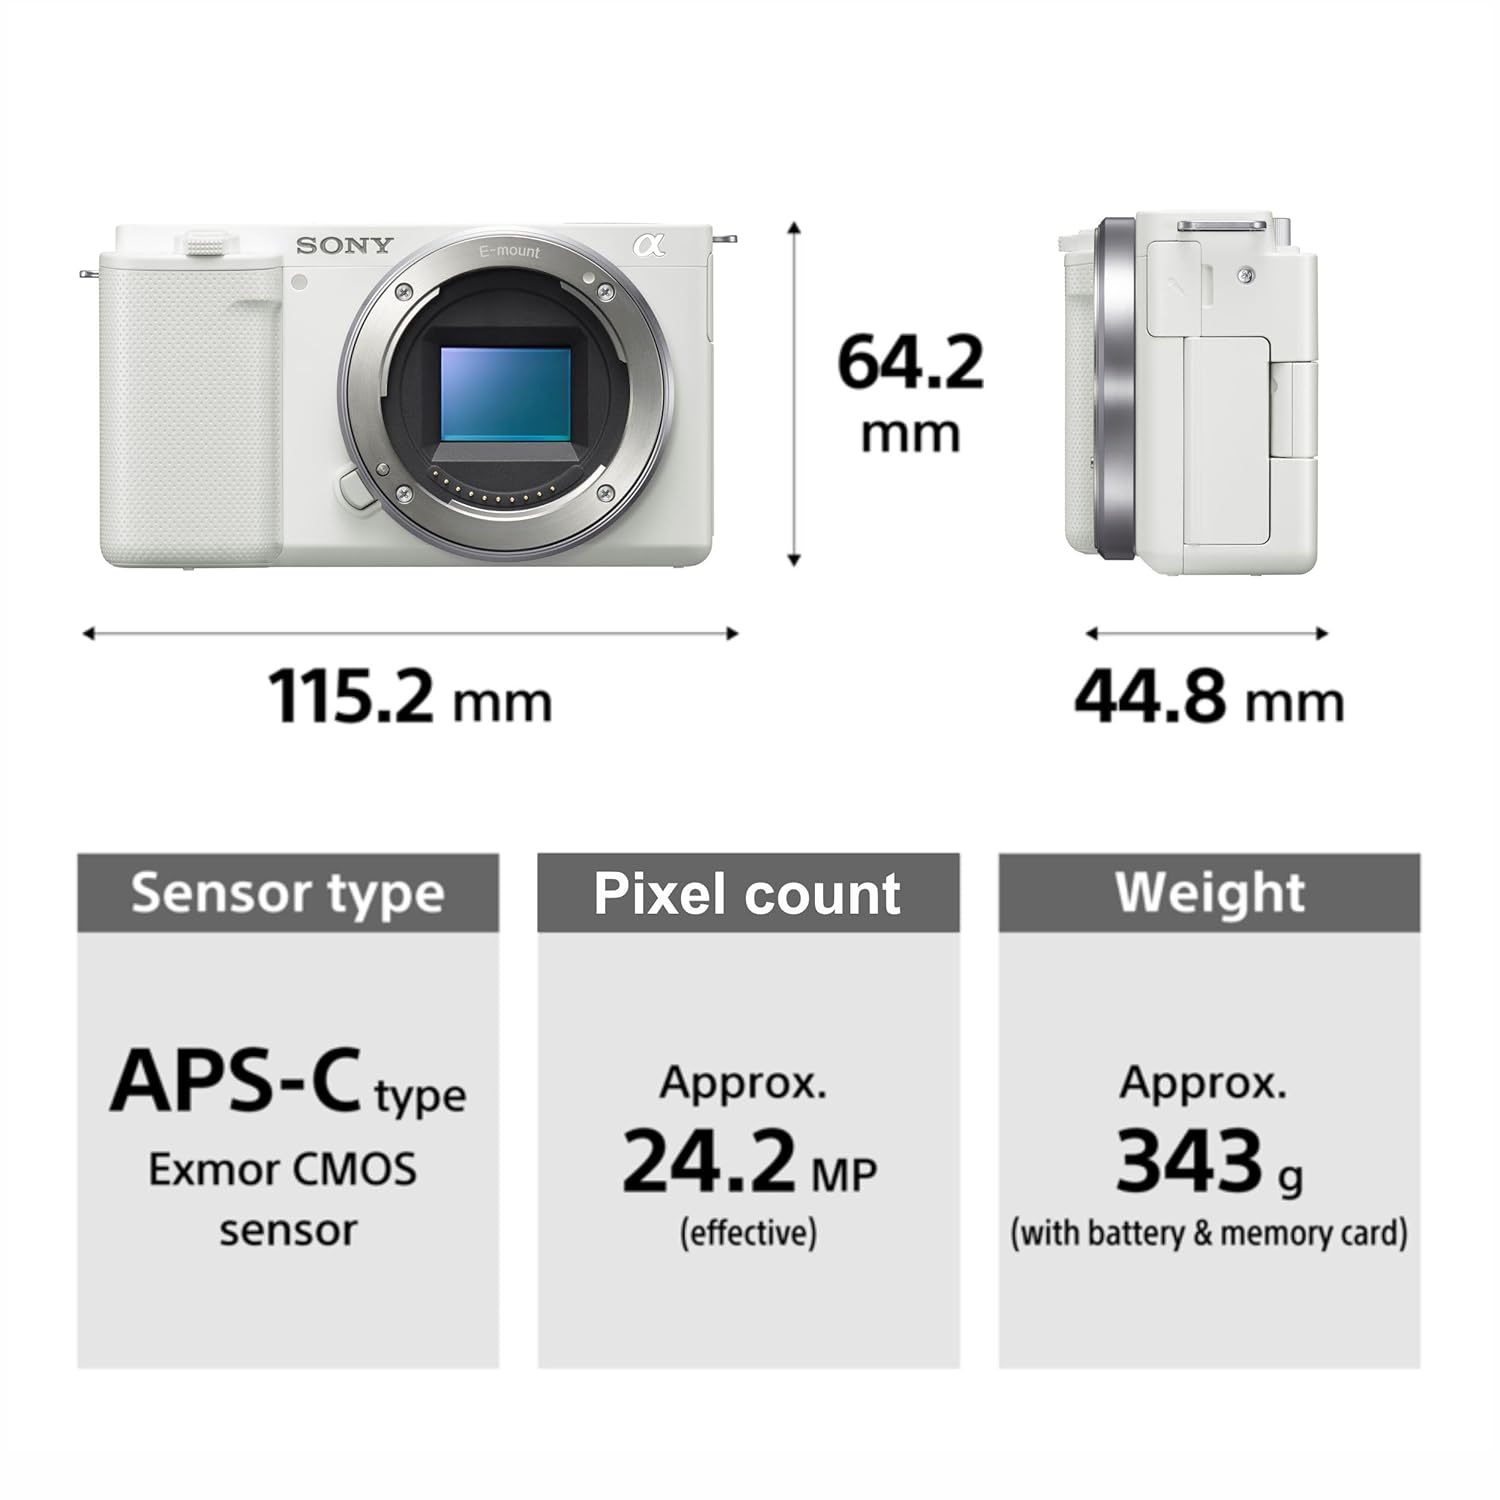 SONY
E-mount
α
64.2
mm
115.2 mm
44.8 mm
Sensor type
APS-C type
Exmor CMOS
sensor
Pixel count
Approx.
24.2 MP
(effective)
Weight
Approx.
343 g
(with battery & memory card)